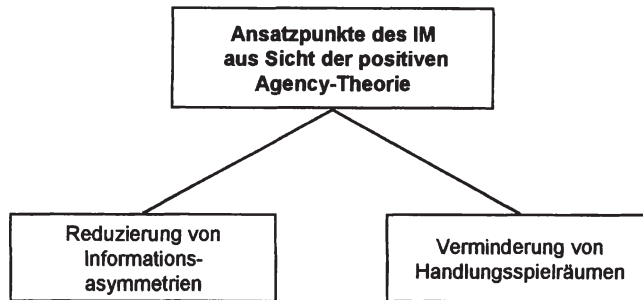 Ansatzpunkte des IM
aus Sicht der positiven
Agency-Theorie
Reduzierung von
Informations-
asymmetrien
Verminderung von
Handlungsspielräumen